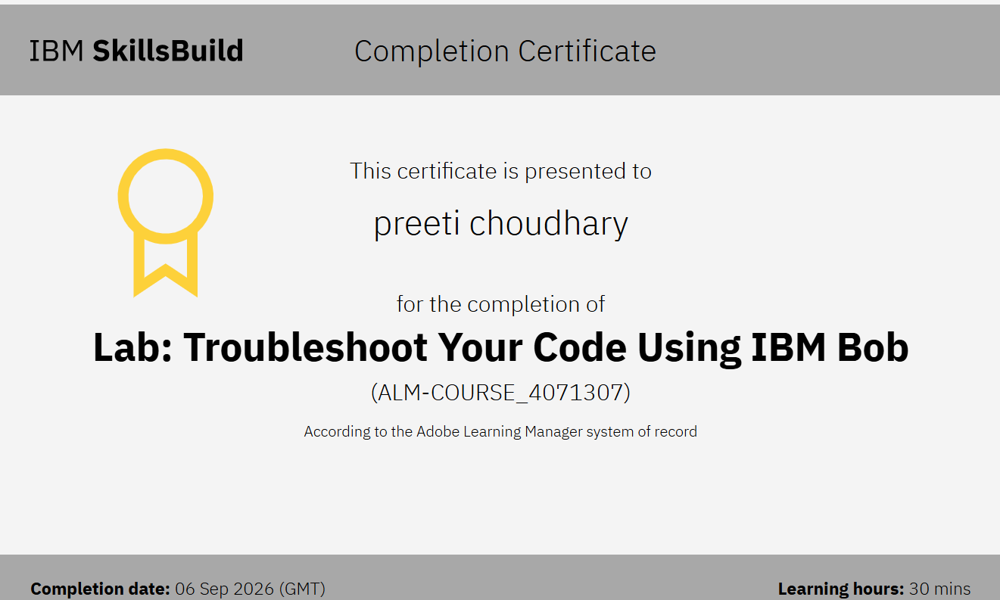 IBM SkillsBuild Completion Certificate
This certificate is presented to
preeti choudhary
for the completion of
Lab: Troubleshoot Your Code Using IBM Bob
(ALM-COURSE_4071307)
According to the Adobe Learning Manager system of record
Completion date: 06 Sep 2026 (GMT) Learning hours: 30 mins